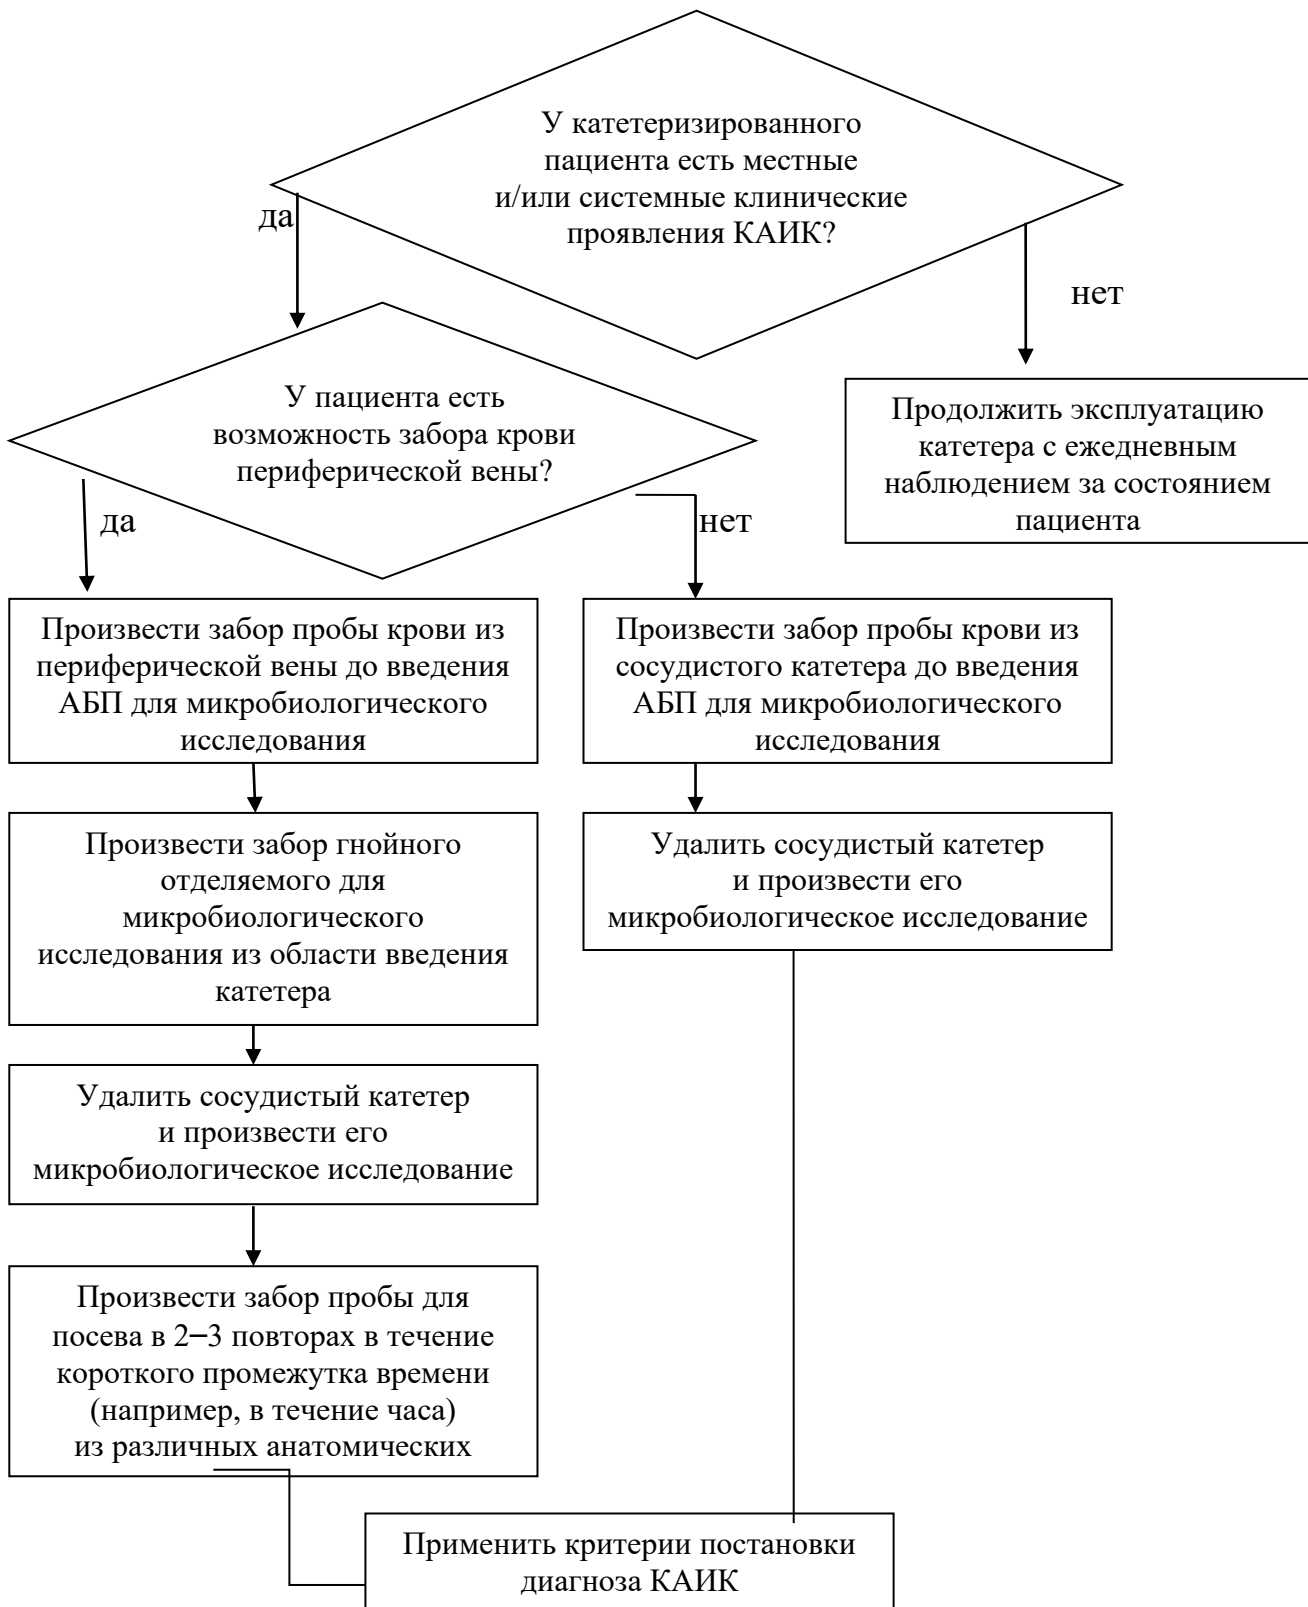 У катетеризированного
пациента есть местные
и/или системные клинические
проявления КАИК?
да
нет
У пациента есть
возможность забора крови
периферической вены?
Продолжить эксплуатацию
катетера с ежедневным
наблюдением за состоянием
пациента
да
нет
Произвести забор пробы крови из
периферической вены до введения
АБП для микробиологического
исследования
Произвести забор пробы крови из
сосудистого катетера до введения
АБП для микробиологического
исследования
Произвести забор гнойного
отделяемого для
микробиологического
исследования из области введения
катетера
Удалить сосудистый катетер
и произвести его
микробиологическое исследование
Удалить сосудистый катетер
и произвести его
микробиологическое исследование
Произвести забор пробы для
посева в 2–3 повторах в течение
короткого промежутка времени
(например, в течение часа)
из различных анатомических
Применить критерии постановки
диагноза КАИК